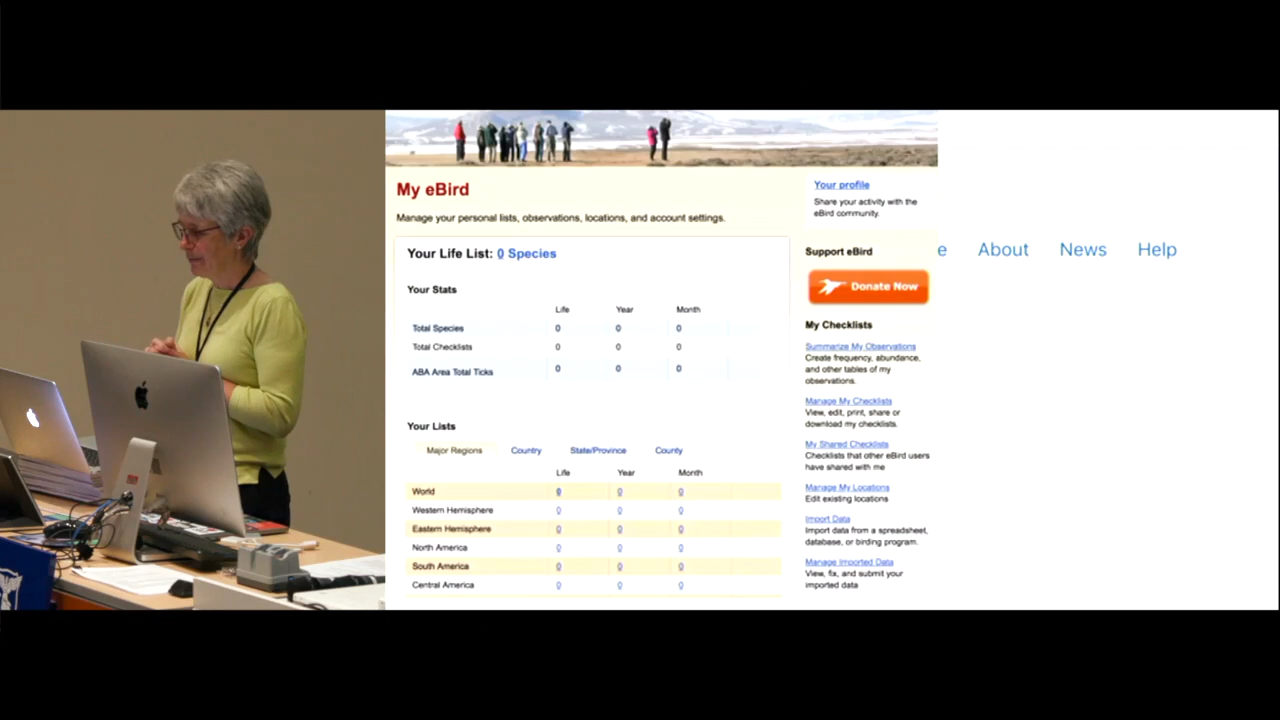 My eBird
Manage your personal lists, observations, locations, and account settings.
Your Life List: 0 Species
Your Stats
Life Year Month
Total Species 0 0 0
Total Checklists 0 0 0
ABA Area Total Ticks 0 0 0
Your Lists
Major Regions Country State/Province County
Life Year Month
World 0 0 0
Western Hemisphere 0 0 0
Eastern Hemisphere 0 0 0
North America 0 0 0
South America 0 0 0
Central America 0 0 0
Your profile
Share your activity with the
eBird community.
Support eBird
Donate Now
My Checklists
Summarize My Observations
Create frequency, abundance,
and other tables of my
observations.
Manage My Checklists
View, edit, print, share or
download my checklists.
My Shared Checklists
Checklists that other eBird users
have shared with me
Manage My Locations
Edit existing locations
Import Data
Import data from a spreadsheet,
database, or birding program.
Manage Imported Data
View, fix, and submit your
imported data
e About News Help